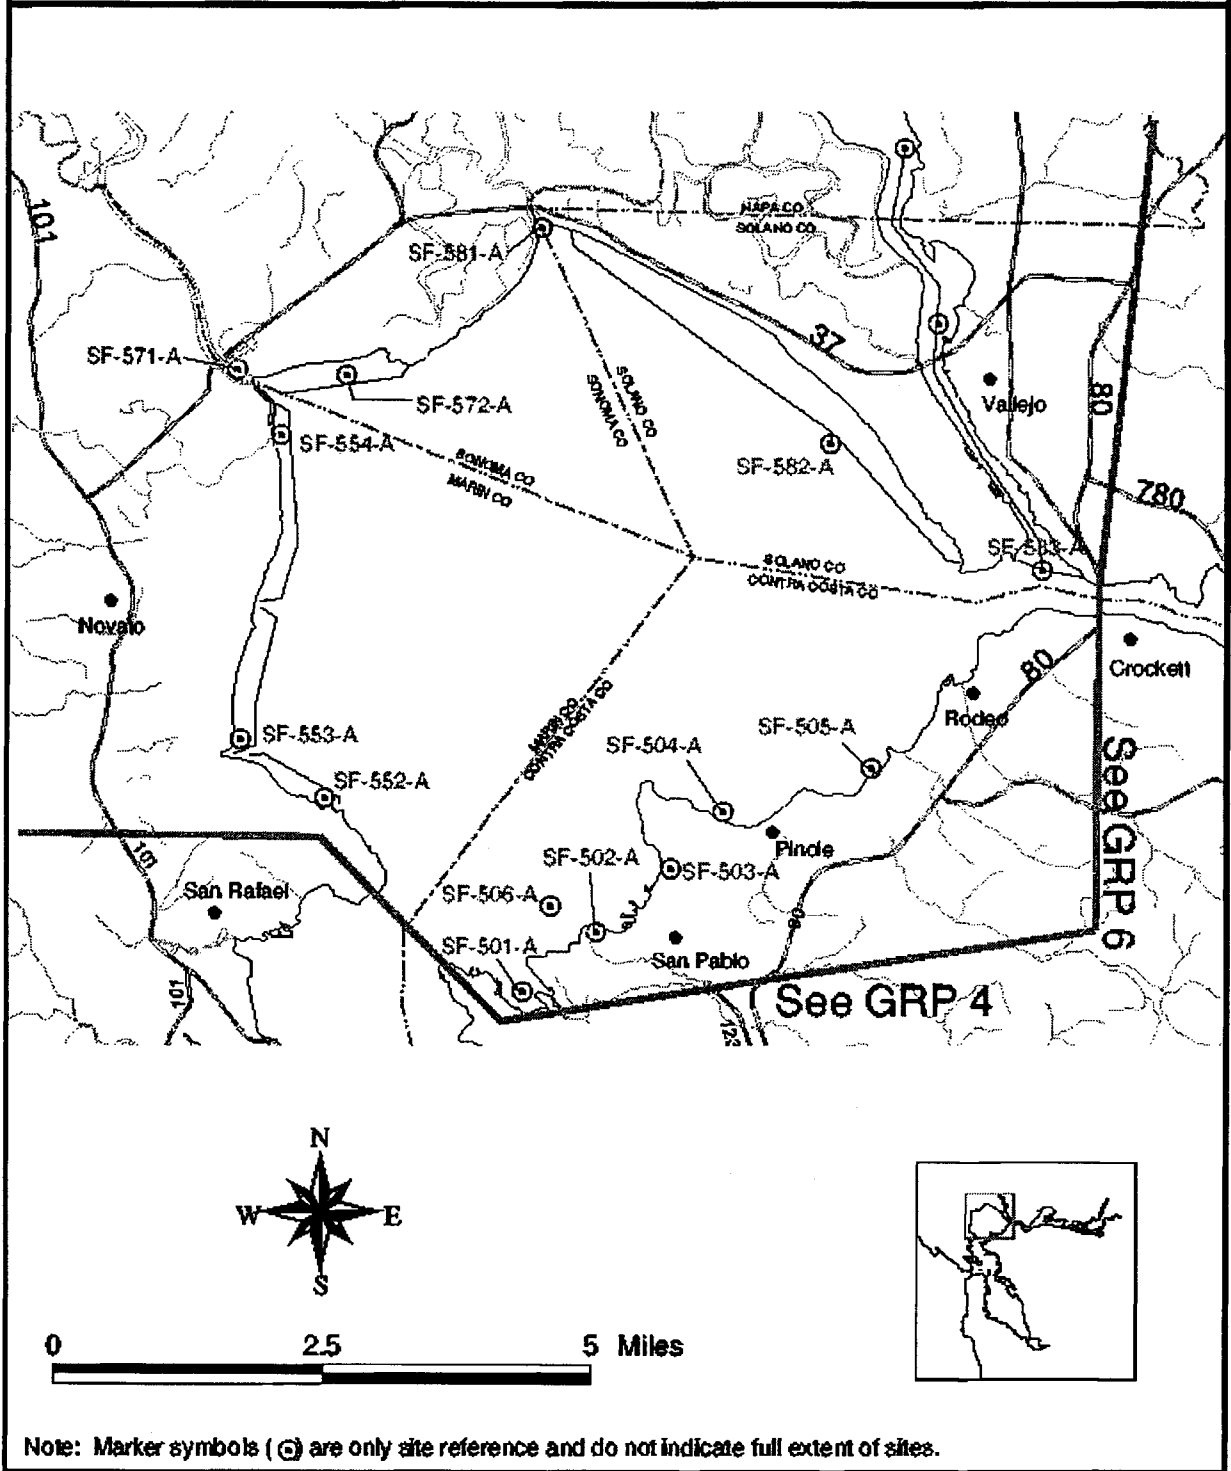 101
NAPA CO
SOLANO CO
SF-581-A
37
SF-571-A
SF-572-A
SOLANO CO
SONOMA CO
Vallejo
80
SF-554-A
SONOMA CO
MARIN CO
SF-582-A
780
SF-583-A
SOLANO CO
CONTRA COSTA CO
Novato
Crockett
80
Rodeo
MARIN CO
CONTRA COSTA CO
SF-553-A
SF-505-A
SF-504-A
SF-552-A
See GRP 6
101
Pinole
SF-502-A
SF-503-A
San Rafael
SF-506-A
80
SF-501-A
San Pablo
101
See GRP 4
123
N
W
E
S
0 2.5 5 Miles
Note: Marker symbols ( ) are only site reference and do not indicate full extent of sites.